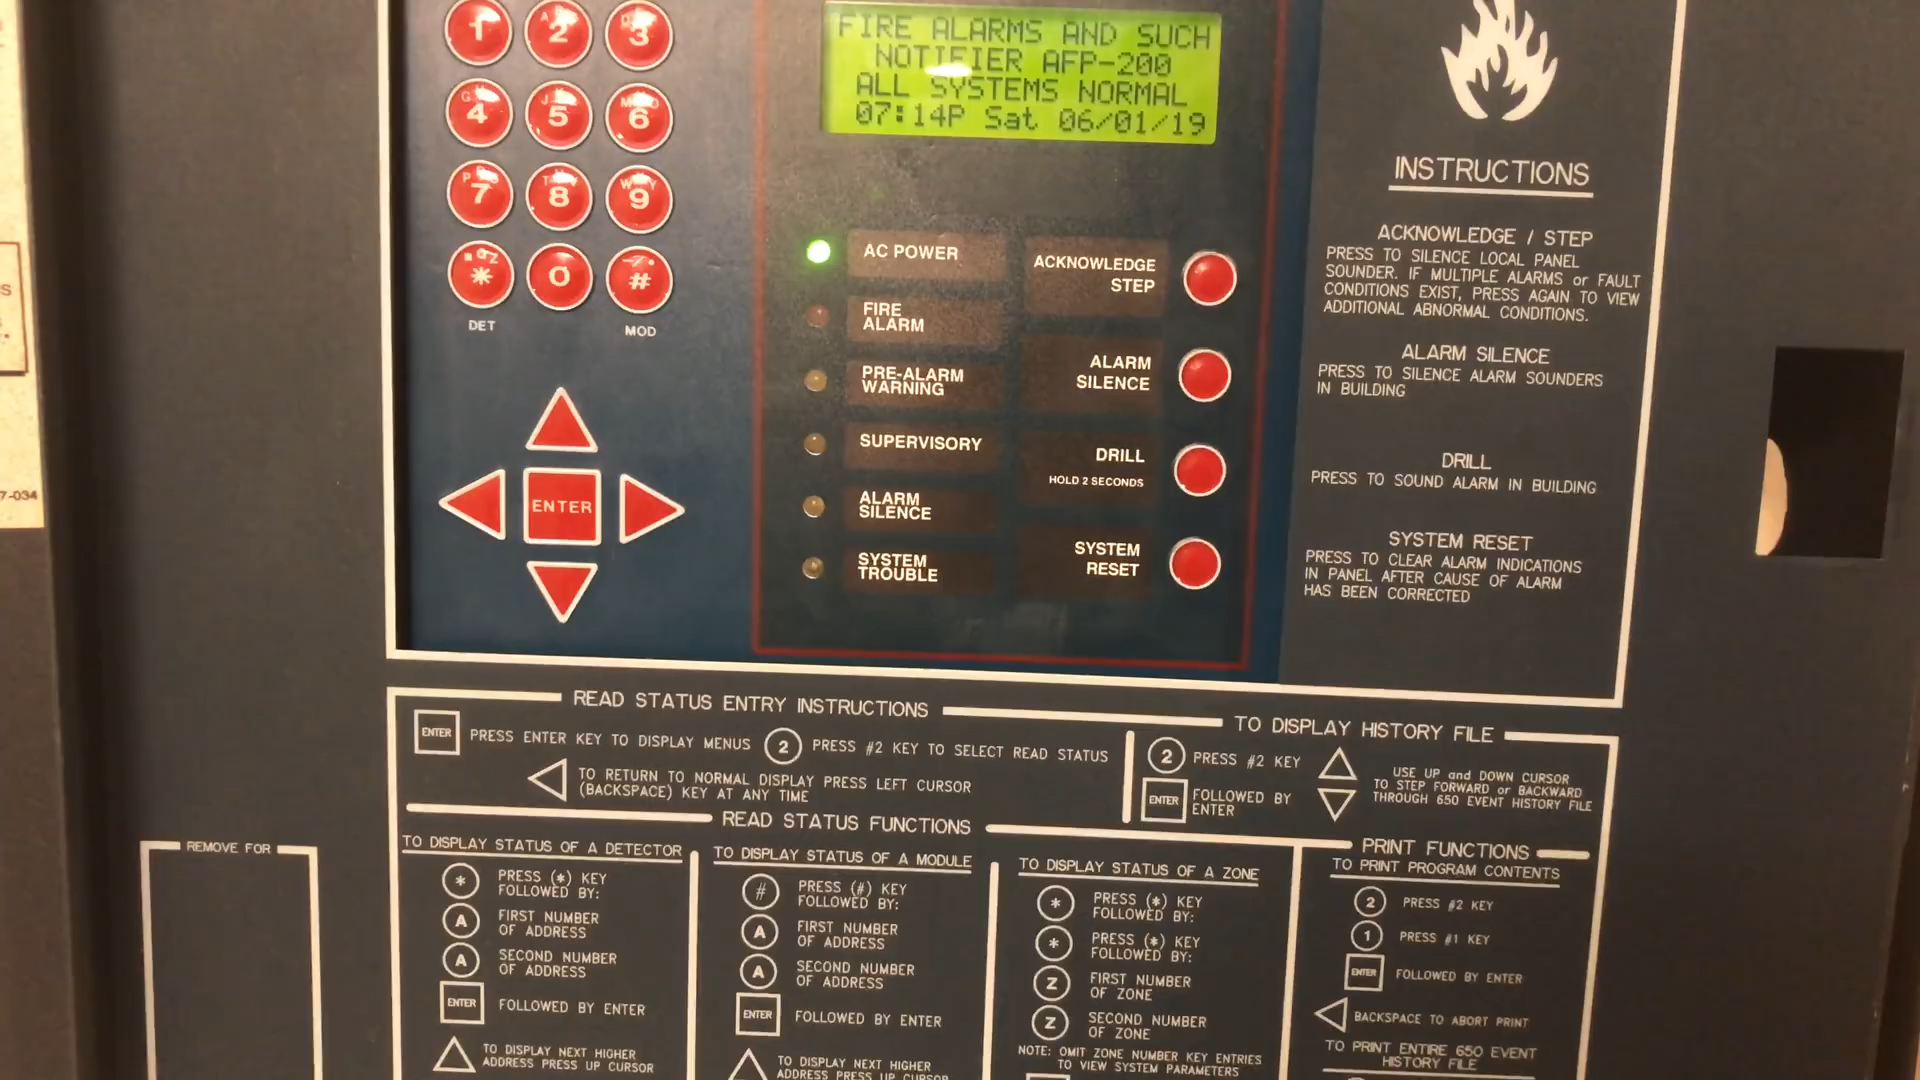 1 2 3
4 5 6
7 8 9
* 0 #
DET
MOD
ENTER
FIRE ALARMS AND SUCH
NOTIFIER AFP-200
ALL SYSTEMS NORMAL
07:14P Sat 06/01/19
AC POWER
FIRE
ALARM
PRE-ALARM
WARNING
SUPERVISORY
ALARM
SILENCE
SYSTEM
TROUBLE
ACKNOWLEDGE
STEP
ALARM
SILENCE
DRILL
HOLD 2 SECONDS
SYSTEM
RESET
INSTRUCTIONS
ACKNOWLEDGE / STEP
PRESS TO SILENCE LOCAL PANEL
SOUNDER. IF MULTIPLE ALARMS or FAULT
CONDITIONS EXIST, PRESS AGAIN TO VIEW
ADDITIONAL ABNORMAL CONDITIONS.
ALARM SILENCE
PRESS TO SILENCE ALARM SOUNDERS
IN BUILDING
DRILL
PRESS TO SOUND ALARM IN BUILDING
SYSTEM RESET
PRESS TO CLEAR ALARM INDICATIONS
IN PANEL AFTER CAUSE OF ALARM
HAS BEEN CORRECTED
7-034
READ STATUS ENTRY INSTRUCTIONS
ENTER PRESS ENTER KEY TO DISPLAY MENUS 2 PRESS #2 KEY TO SELECT READ STATUS
TO RETURN TO NORMAL DISPLAY PRESS LEFT CURSOR
(BACKSPACE) KEY AT ANY TIME
TO DISPLAY HISTORY FILE
2 PRESS #2 KEY
ENTER FOLLOWED BY
ENTER
USE UP and DOWN CURSOR
TO STEP FORWARD or BACKWARD
THROUGH 650 EVENT HISTORY FILE
READ STATUS FUNCTIONS
REMOVE FOR
TO DISPLAY STATUS OF A DETECTOR
* PRESS (*) KEY
FOLLOWED BY:
A FIRST NUMBER
OF ADDRESS
A SECOND NUMBER
OF ADDRESS
ENTER FOLLOWED BY ENTER
TO DISPLAY NEXT HIGHER
ADDRESS PRESS UP CURSOR
TO DISPLAY STATUS OF A MODULE
# PRESS (#) KEY
FOLLOWED BY:
A FIRST NUMBER
OF ADDRESS
A SECOND NUMBER
OF ADDRESS
ENTER FOLLOWED BY ENTER
TO DISPLAY NEXT HIGHER
ADDRESS PRESS UP CURSOR
TO DISPLAY STATUS OF A ZONE
* PRESS (*) KEY
FOLLOWED BY:
* PRESS (*) KEY
FOLLOWED BY:
Z FIRST NUMBER
OF ZONE
Z SECOND NUMBER
OF ZONE
NOTE: OMIT ZONE NUMBER KEY ENTRIES
TO VIEW SYSTEM PARAMETERS
PRINT FUNCTIONS
TO PRINT PROGRAM CONTENTS
2 PRESS #2 KEY
1 PRESS #1 KEY
ENTER FOLLOWED BY ENTER
BACKSPACE TO ABORT PRINT
TO PRINT ENTIRE 650 EVENT
HISTORY FILE